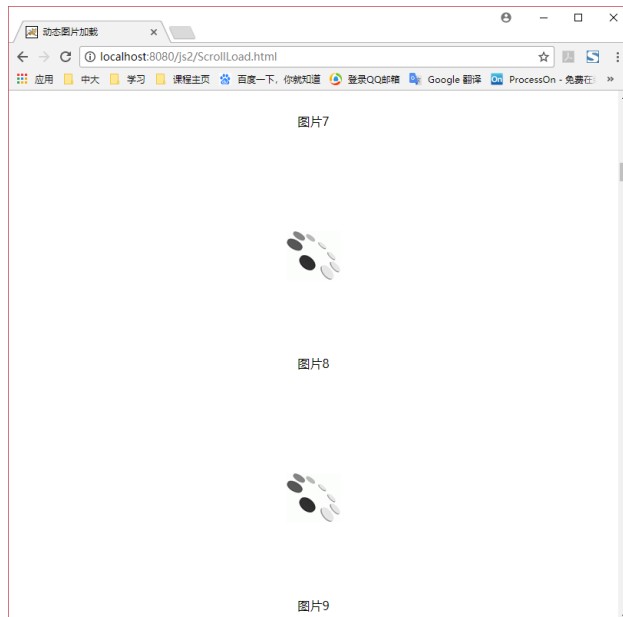 动态图片加载
localhost:8080/js2/ScrollLoad.html
应用 中大 学习 课程主页 百度一下，你就知道 登录QQ邮箱 Google 翻译 On ProcessOn - 免费在
图片7
图片8
图片9